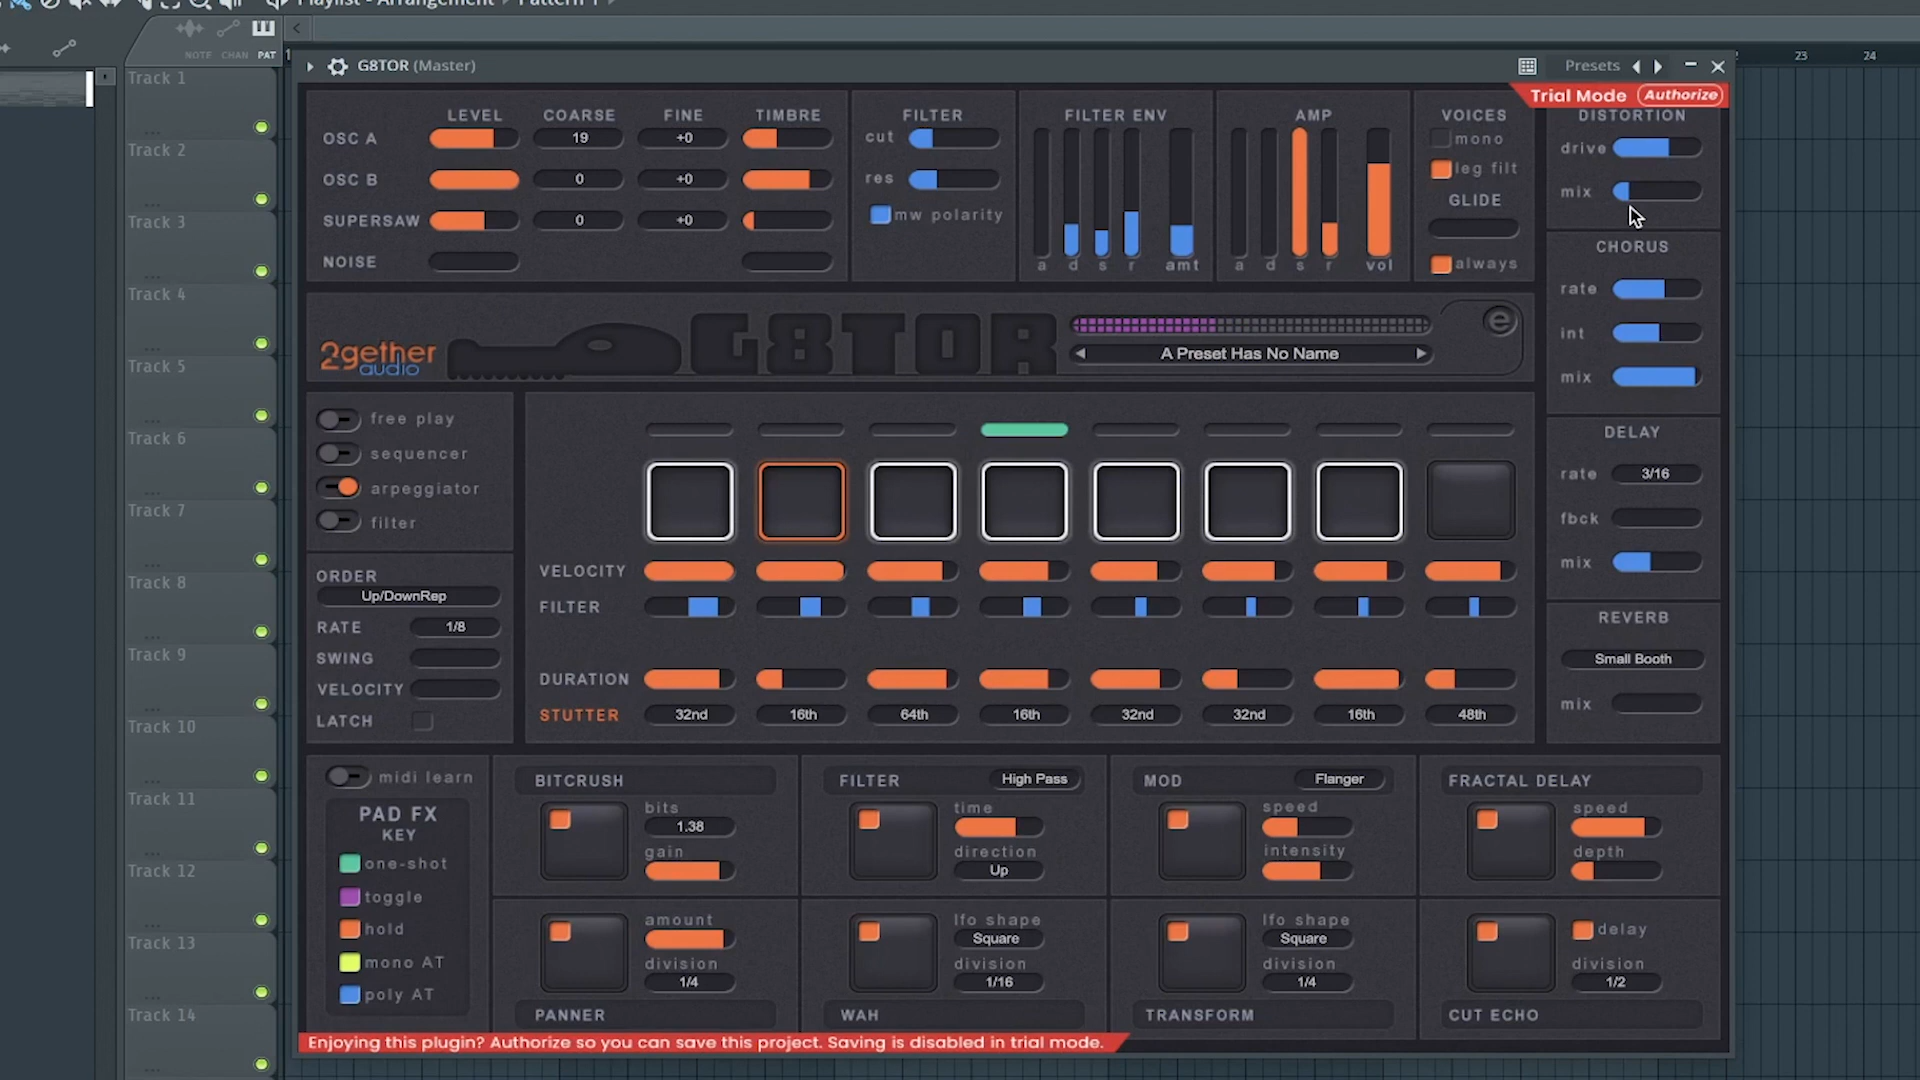 Playlist - Arrangement › Pattern 1 ›
NOTE CHAN PAT
23 24
Track 1
Track 2
Track 3
Track 4
Track 5
Track 6
Track 7
Track 8
Track 9
Track 10
Track 11
Track 12
Track 13
Track 14
G8TOR (Master)
Presets
Trial Mode Authorize
LEVEL COARSE FINE TIMBRE
OSC A 19 +0
OSC B 0 +0
SUPERSAW 0 +0
NOISE
FILTER
cut
res
mw polarity
FILTER ENV
a d s r amt
AMP
a d s r vol
VOICES
mono
leg filt
GLIDE
always
DISTORTION
drive
mix
CHORUS
rate
int
mix
DELAY
rate 3/16
fbck
mix
REVERB
Small Booth
mix
2gether
audio
G8TOR
A Preset Has No Name
e
free play
sequencer
arpeggiator
filter
ORDER
Up/DownRep
RATE 1/8
SWING
VELOCITY
LATCH
VELOCITY
FILTER
DURATION
STUTTER 32nd 16th 64th 16th 32nd 32nd 16th 48th
midi learn
PAD FX
KEY
one-shot
toggle
hold
mono AT
poly AT
BITCRUSH
bits
1.38
gain
FILTER High Pass
time
direction
Up
MOD Flanger
speed
intensity
FRACTAL DELAY
speed
depth
amount
division
1/4
PANNER
lfo shape
Square
division
1/16
WAH
lfo shape
Square
division
1/4
TRANSFORM
delay
division
1/2
CUT ECHO
Enjoying this plugin? Authorize so you can save this project. Saving is disabled in trial mode.